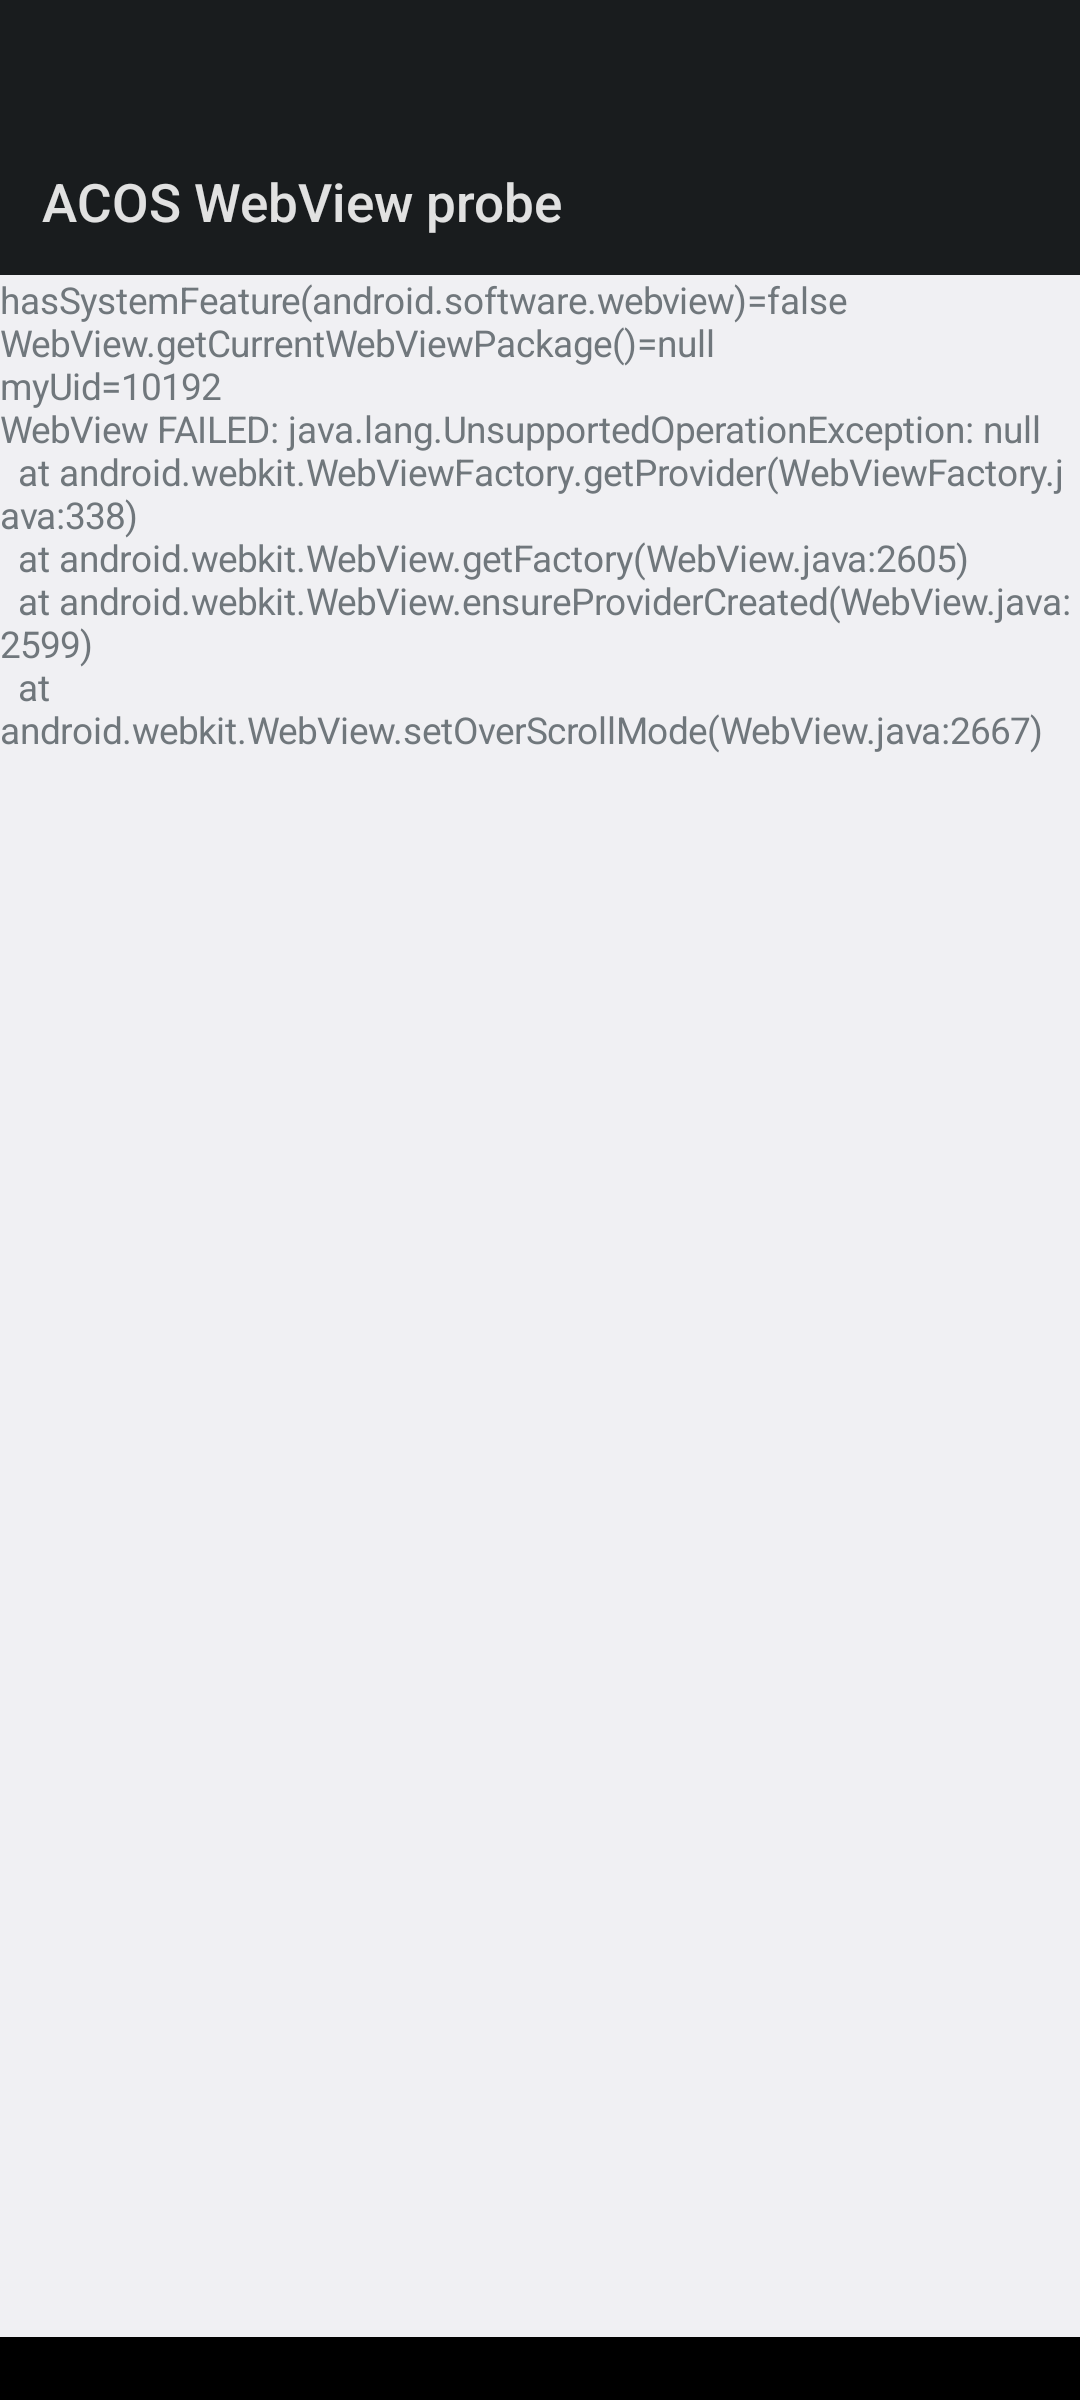 ACOS WebView probe
hasSystemFeature(android.software.webview)=false
WebView.getCurrentWebViewPackage()=null
myUid=10192
WebView FAILED: java.lang.UnsupportedOperationException: null
  at android.webkit.WebViewFactory.getProvider(WebViewFactory.j
ava:338)
  at android.webkit.WebView.getFactory(WebView.java:2605)
  at android.webkit.WebView.ensureProviderCreated(WebView.java:
2599)
  at
android.webkit.WebView.setOverScrollMode(WebView.java:2667)